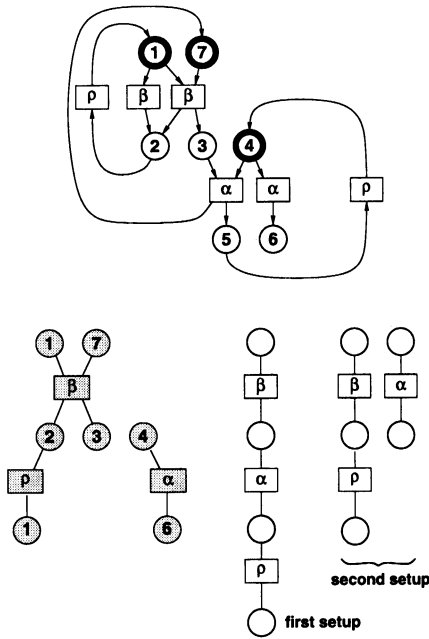 1 7
ρ β β
2 3 4
α α ρ
5 6
1 7
β β β α
2 3 4
ρ α α ρ
1 6
ρ second setup
first setup